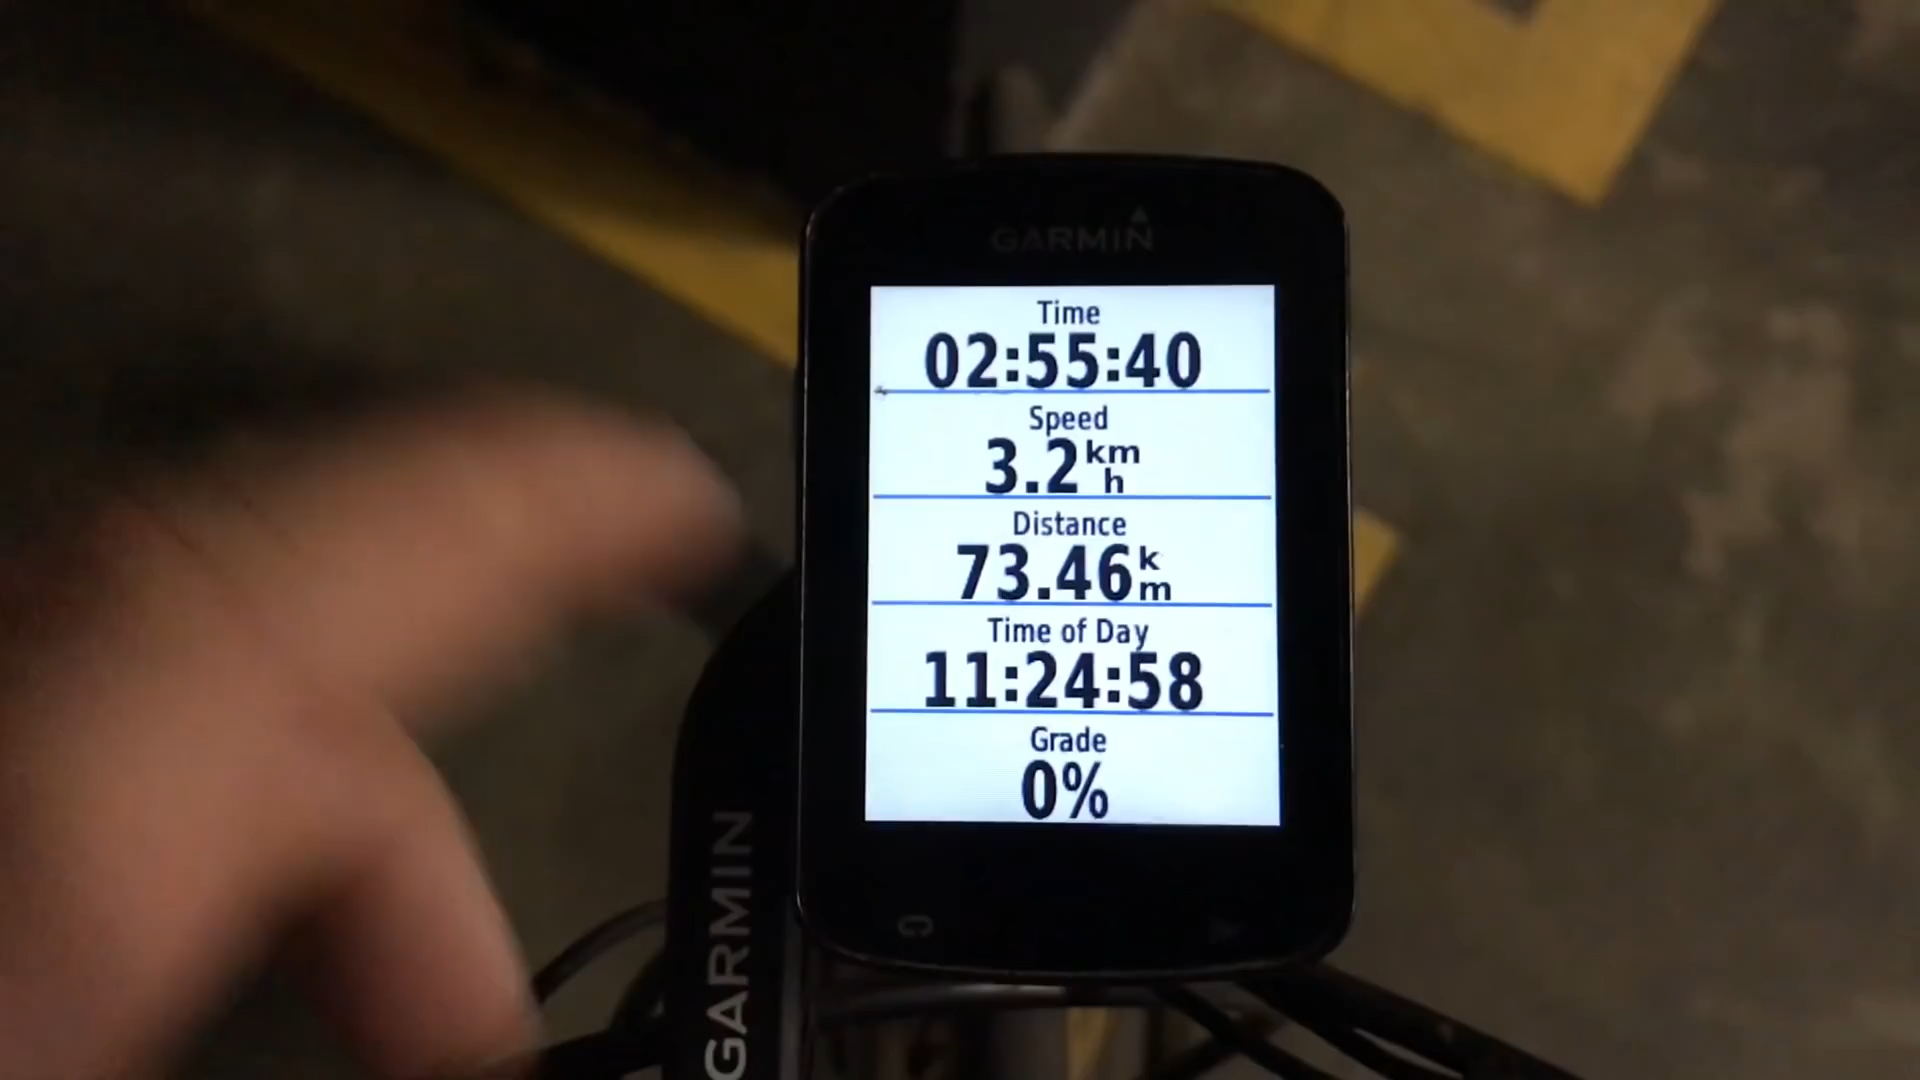 GARMIN
Time
02:55:40
Speed
3.2 km/h
Distance
73.46 km
Time of Day
11:24:58
Grade
0%
GARMIN